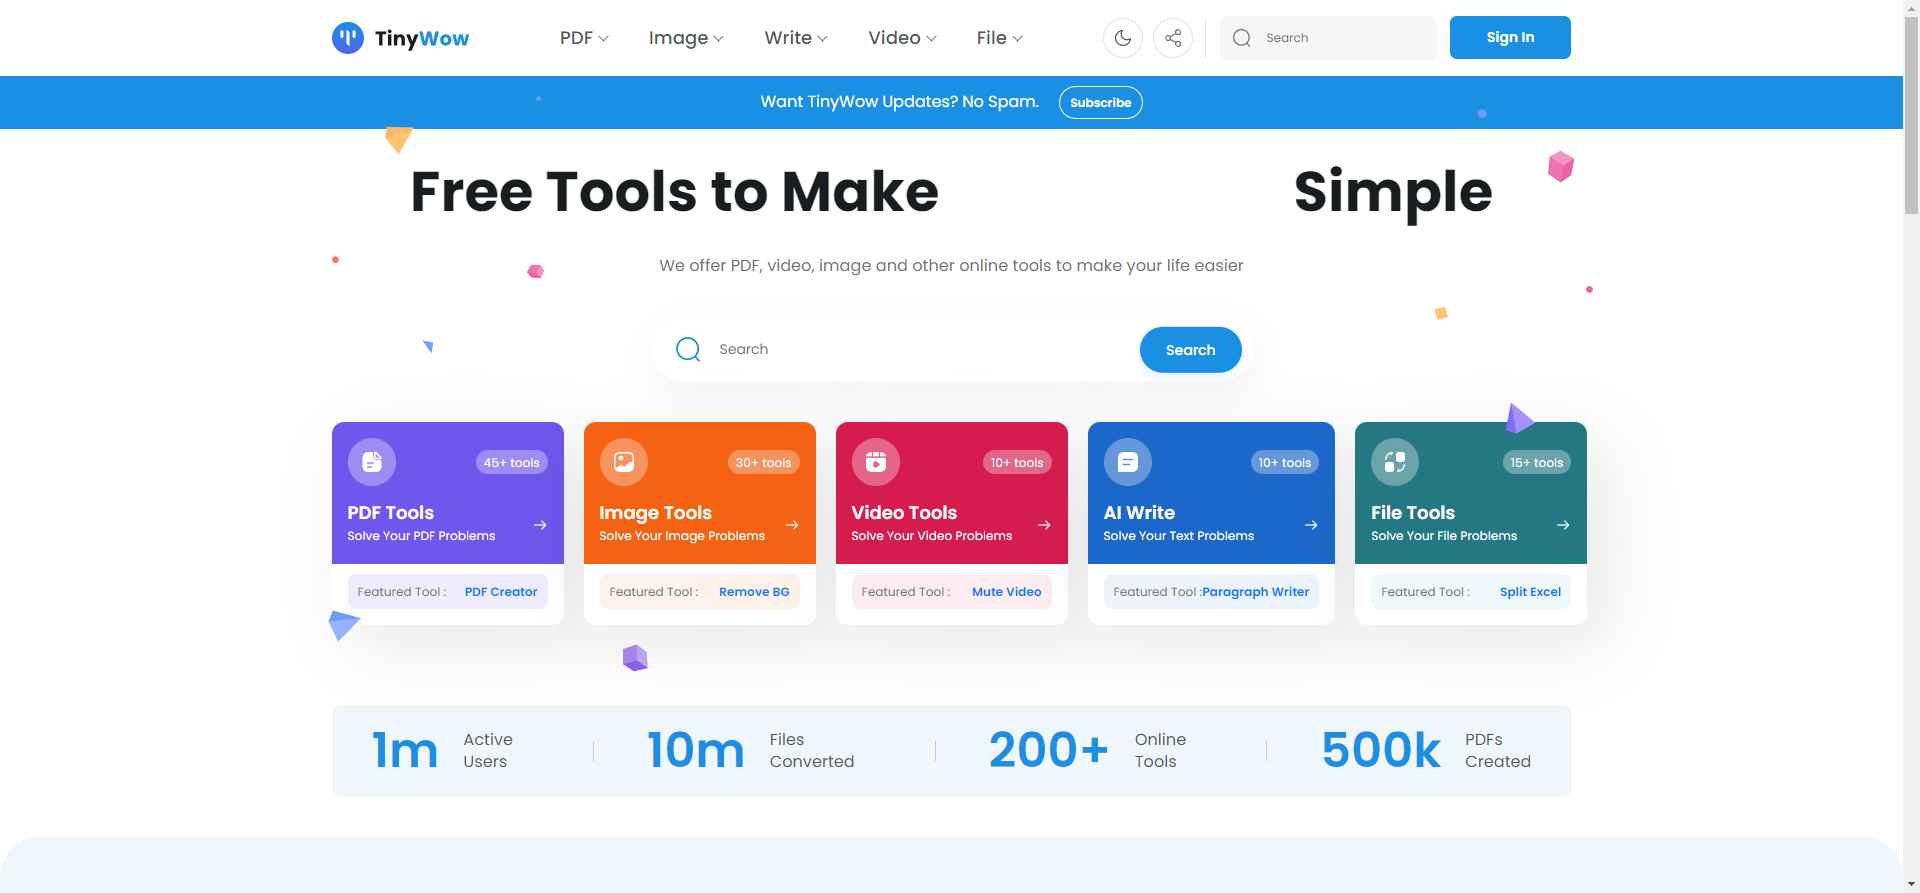 TinyWow
PDF Image Write Video File
Search
Sign In
Want TinyWow Updates? No Spam. Subscribe
Free Tools to Make Simple
We offer PDF, video, image and other online tools to make your life easier
Search Search
45+ tools
PDF Tools
Solve Your PDF Problems
Featured Tool : PDF Creator
30+ tools
Image Tools
Solve Your Image Problems
Featured Tool : Remove BG
10+ tools
Video Tools
Solve Your Video Problems
Featured Tool : Mute Video
10+ tools
AI Write
Solve Your Text Problems
Featured Tool :Paragraph Writer
15+ tools
File Tools
Solve Your File Problems
Featured Tool : Split Excel
1m Active
Users
10m Files
Converted
200+ Online
Tools
500k PDFs
Created